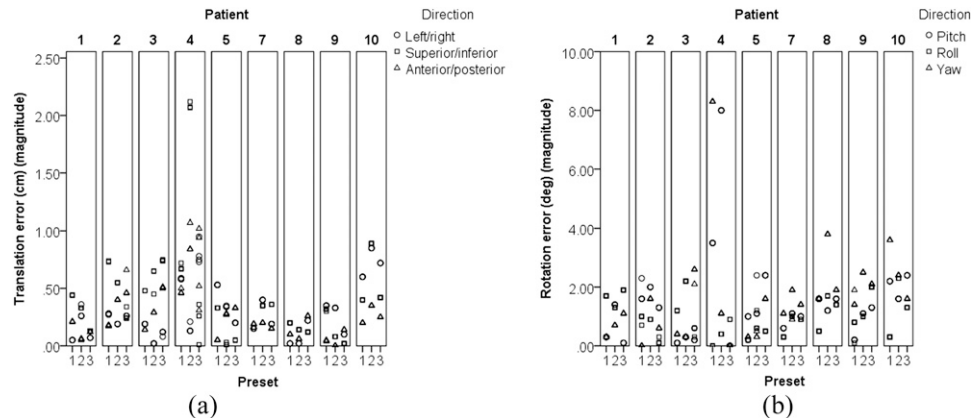 Patient
Direction
1 2 3 4 5 7 8 9 10
Left/right
Superior/inferior
Anterior/posterior
Translation error (cm) (magnitude)
2.50
2.00
1.50
1.00
.50
.00
123 123 123 123 123 123 123 123 123
Preset
(a)
Patient
Direction
1 2 3 4 5 7 8 9 10
Pitch
Roll
Yaw
Rotation error (deg) (magnitude)
10.00
8.00
6.00
4.00
2.00
.00
123 123 123 123 123 123 123 123 123
Preset
(b)